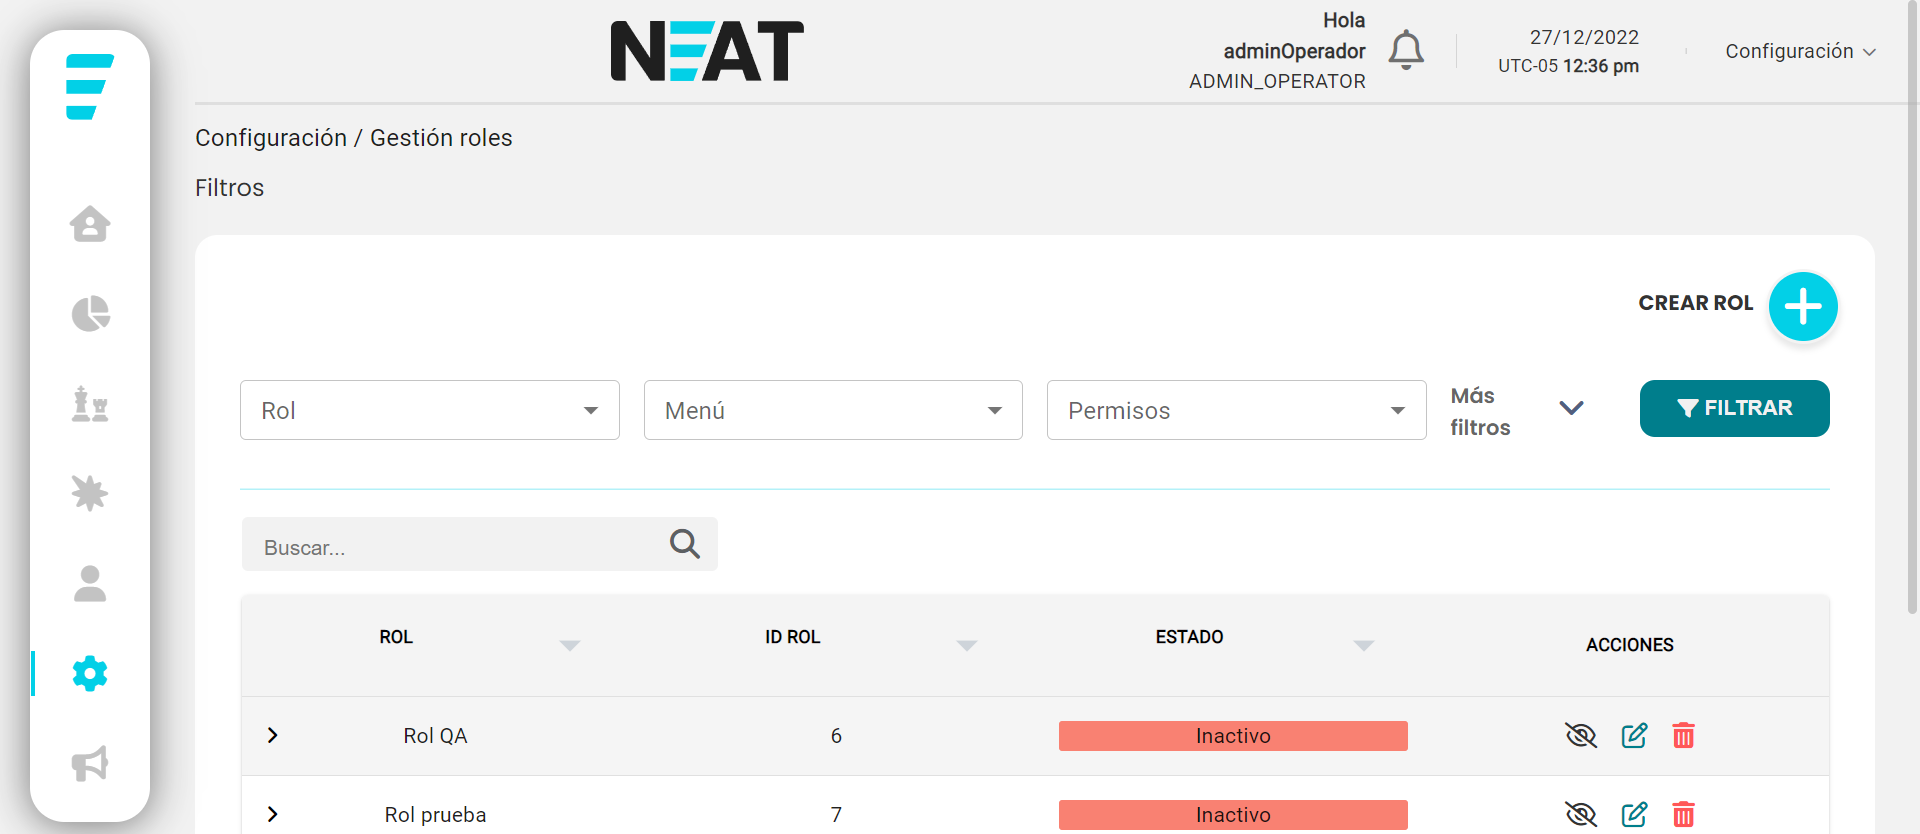 NEAT
Hola
adminOperador
ADMIN_OPERATOR
27/12/2022
UTC-05 12:36 pm
Configuración
Configuración / Gestión roles
Filtros
CREAR ROL
Rol
Menú
Permisos
Más
filtros
FILTRAR
Buscar...
ROL
ID ROL
ESTADO
ACCIONES
Rol QA
6
Inactivo
Rol prueba
7
Inactivo